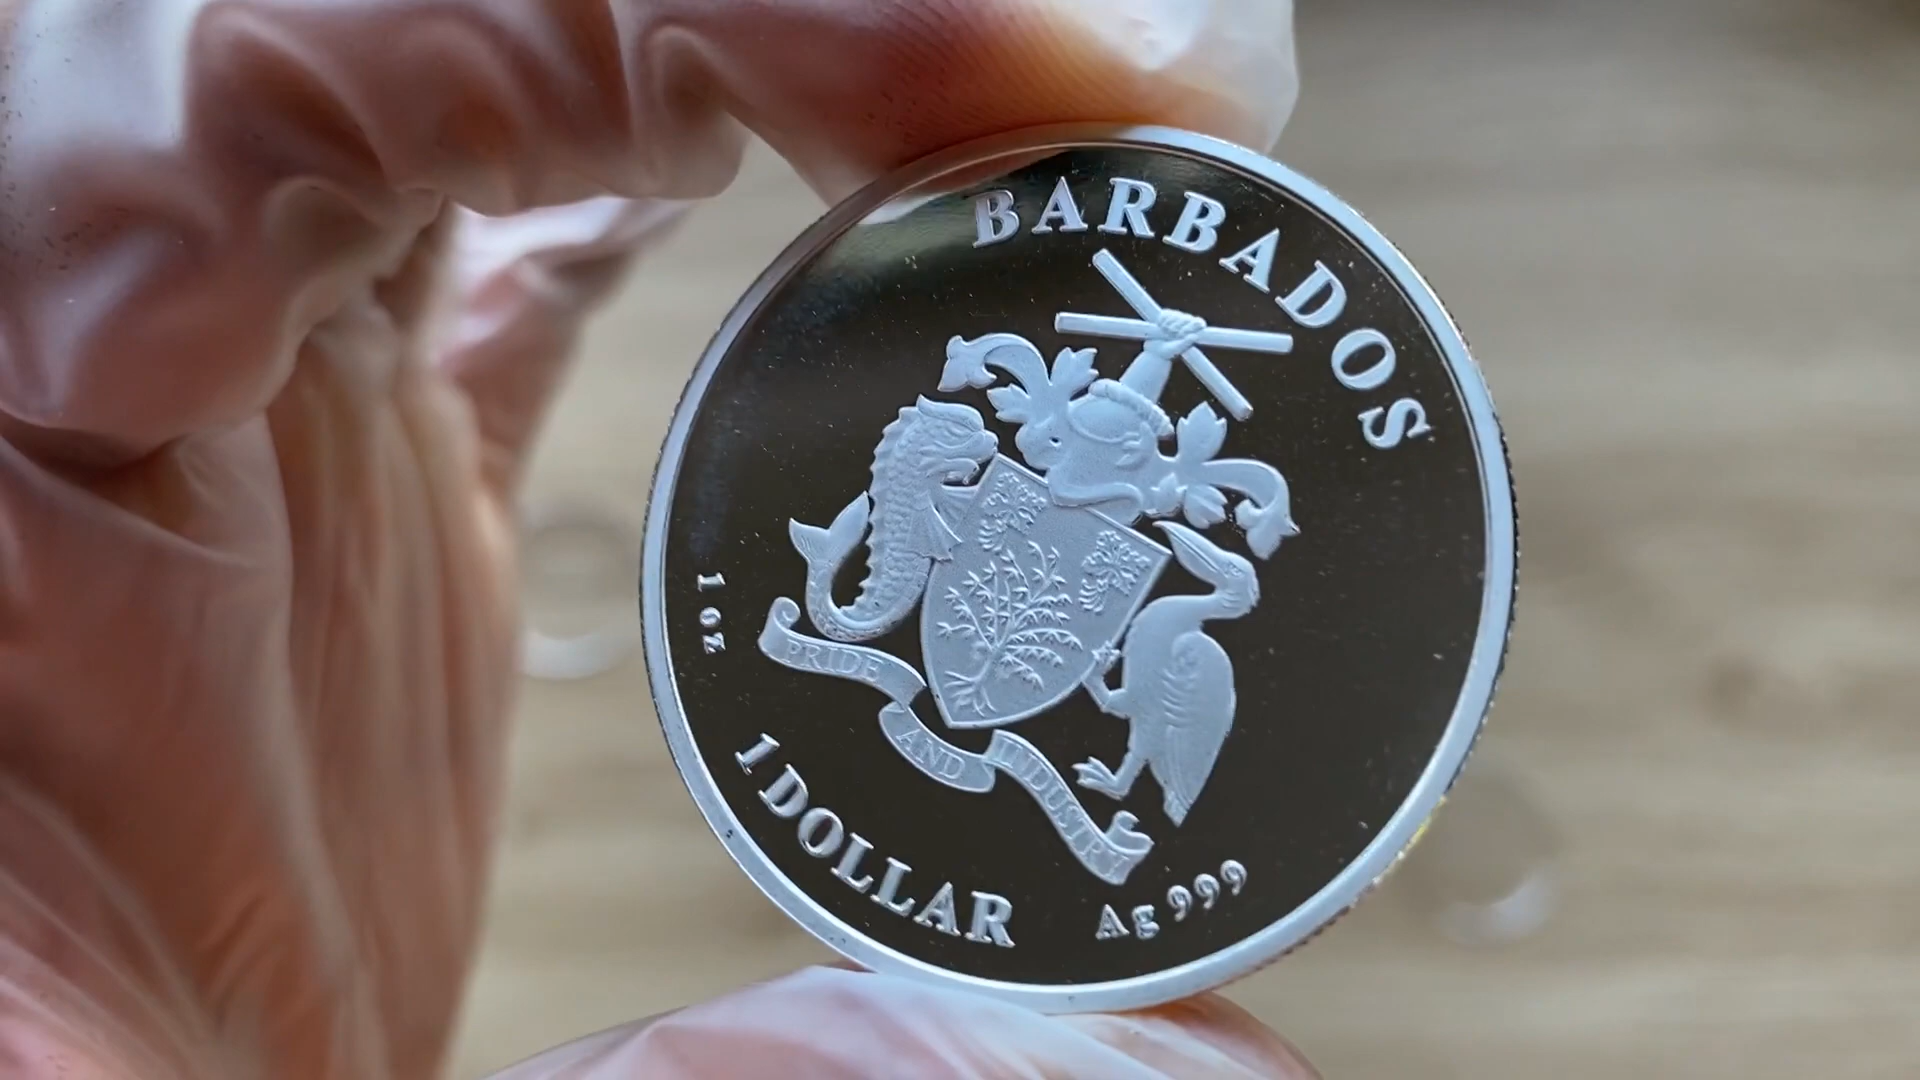 BARBADOS
1 oz
PRIDE AND INDUSTRY
1 DOLLAR
Ag 999